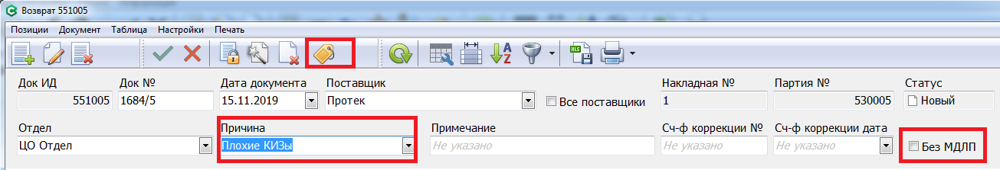 Возврат 551005
Позиции Документ Таблица Настройки Печать
A Z XLS
Док ИД Док № Дата документа Поставщик Накладная № Партия № Статус
551005 1684/5 15.11.2019 Протек Все поставщики 1 530005 Новый
Отдел Причина Примечание Сч-ф коррекции № Сч-ф коррекции дата
ЦО Отдел Плохие КИЗы Не указано Не указано Не указано Без МДЛП